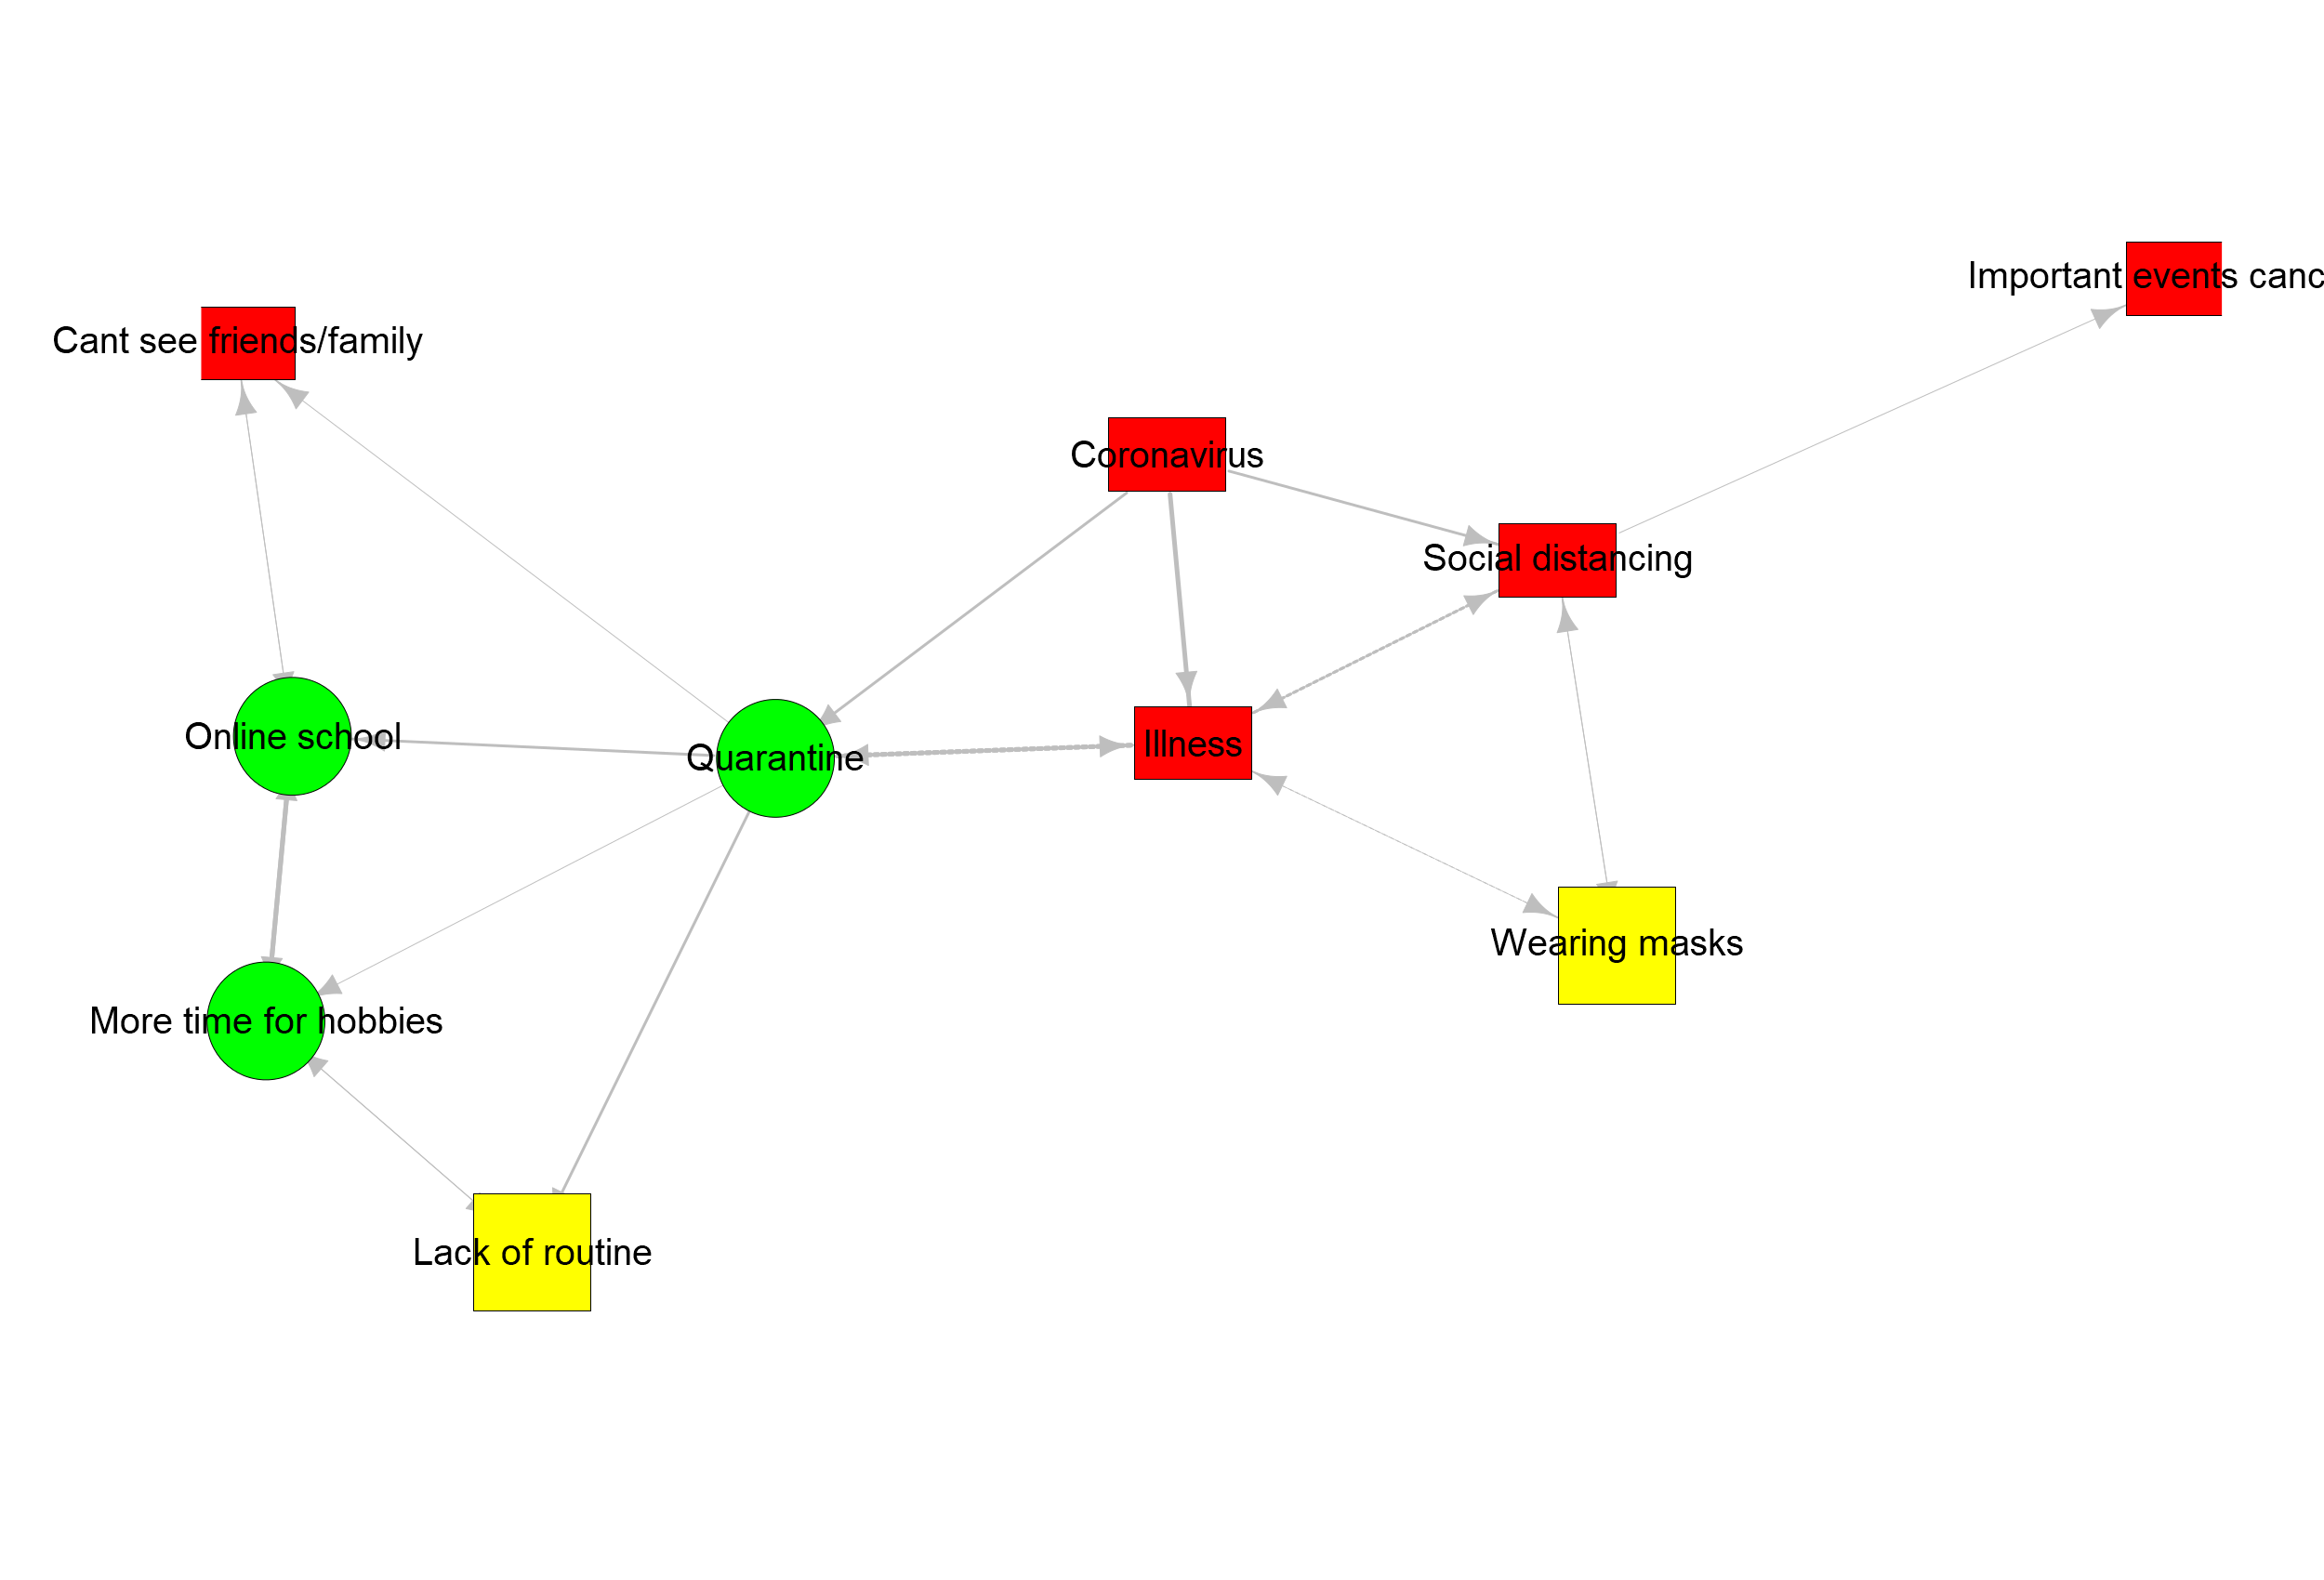 Important events canc
Cant see friends/family
Coronavirus
Social distancing
Online school
Quarantine
Illness
Wearing masks
More time for hobbies
Lack of routine